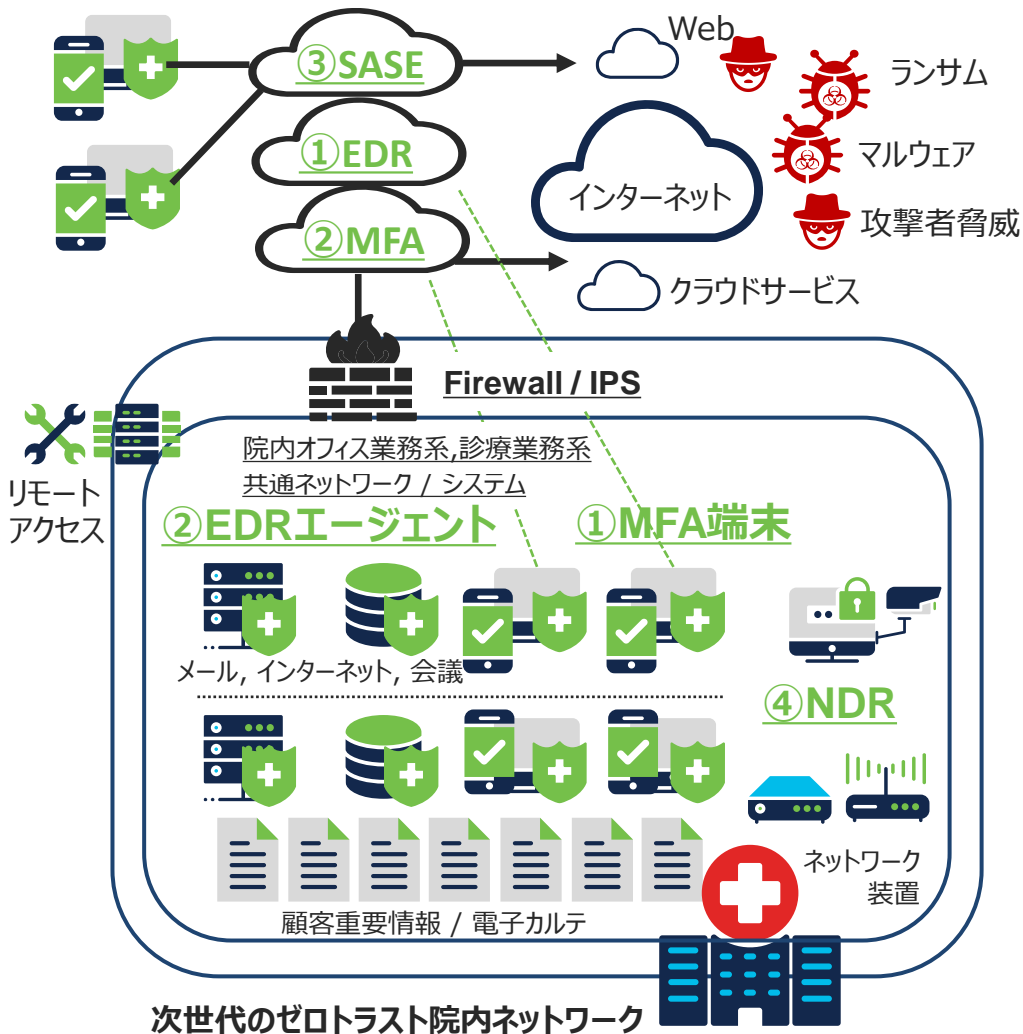 Web
③SASE
ランサム
①EDR
マルウェア
インターネット
②MFA
攻撃者脅威
クラウドサービス
Firewall / IPS
リモート
アクセス
院内オフィス業務系,診療業務系
共通ネットワーク / システム
②EDRエージェント
①MFA端末
メール, インターネット, 会議
④NDR
ネットワーク
装置
顧客重要情報 / 電子カルテ
次世代のゼロトラスト院内ネットワーク